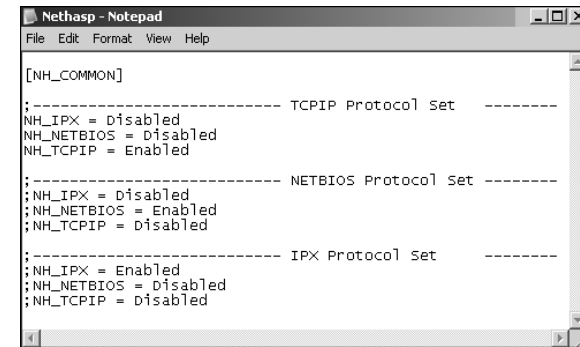 Nethasp - Notepad
File Edit Format View Help
[NH_COMMON]
;---------------------------- TCPIP Protocol Set --------
NH_IPX = Disabled
NH_NETBIOS = Disabled
NH_TCPIP = Enabled
;---------------------------- NETBIOS Protocol Set --------
;NH_IPX = Disabled
;NH_NETBIOS = Enabled
;NH_TCPIP = Disabled
;---------------------------- IPX Protocol Set --------
;NH_IPX = Enabled
;NH_NETBIOS = Disabled
;NH_TCPIP = Disabled